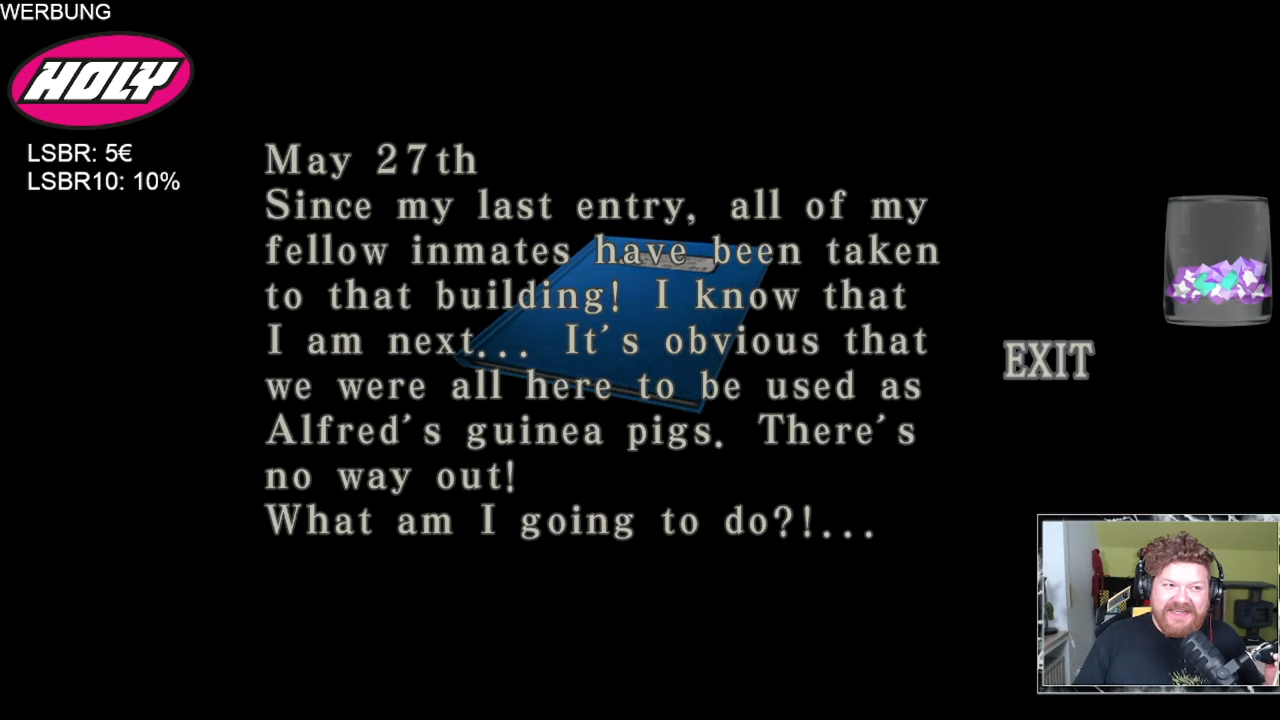 WERBUNG
HOLY
LSBR: 5€
LSBR10: 10%
May 27th
Since my last entry, all of my
fellow inmates have been taken
to that building! I know that
I am next... It's obvious that
we were all here to be used as
Alfred's guinea pigs. There's
no way out!
What am I going to do?!...
EXIT